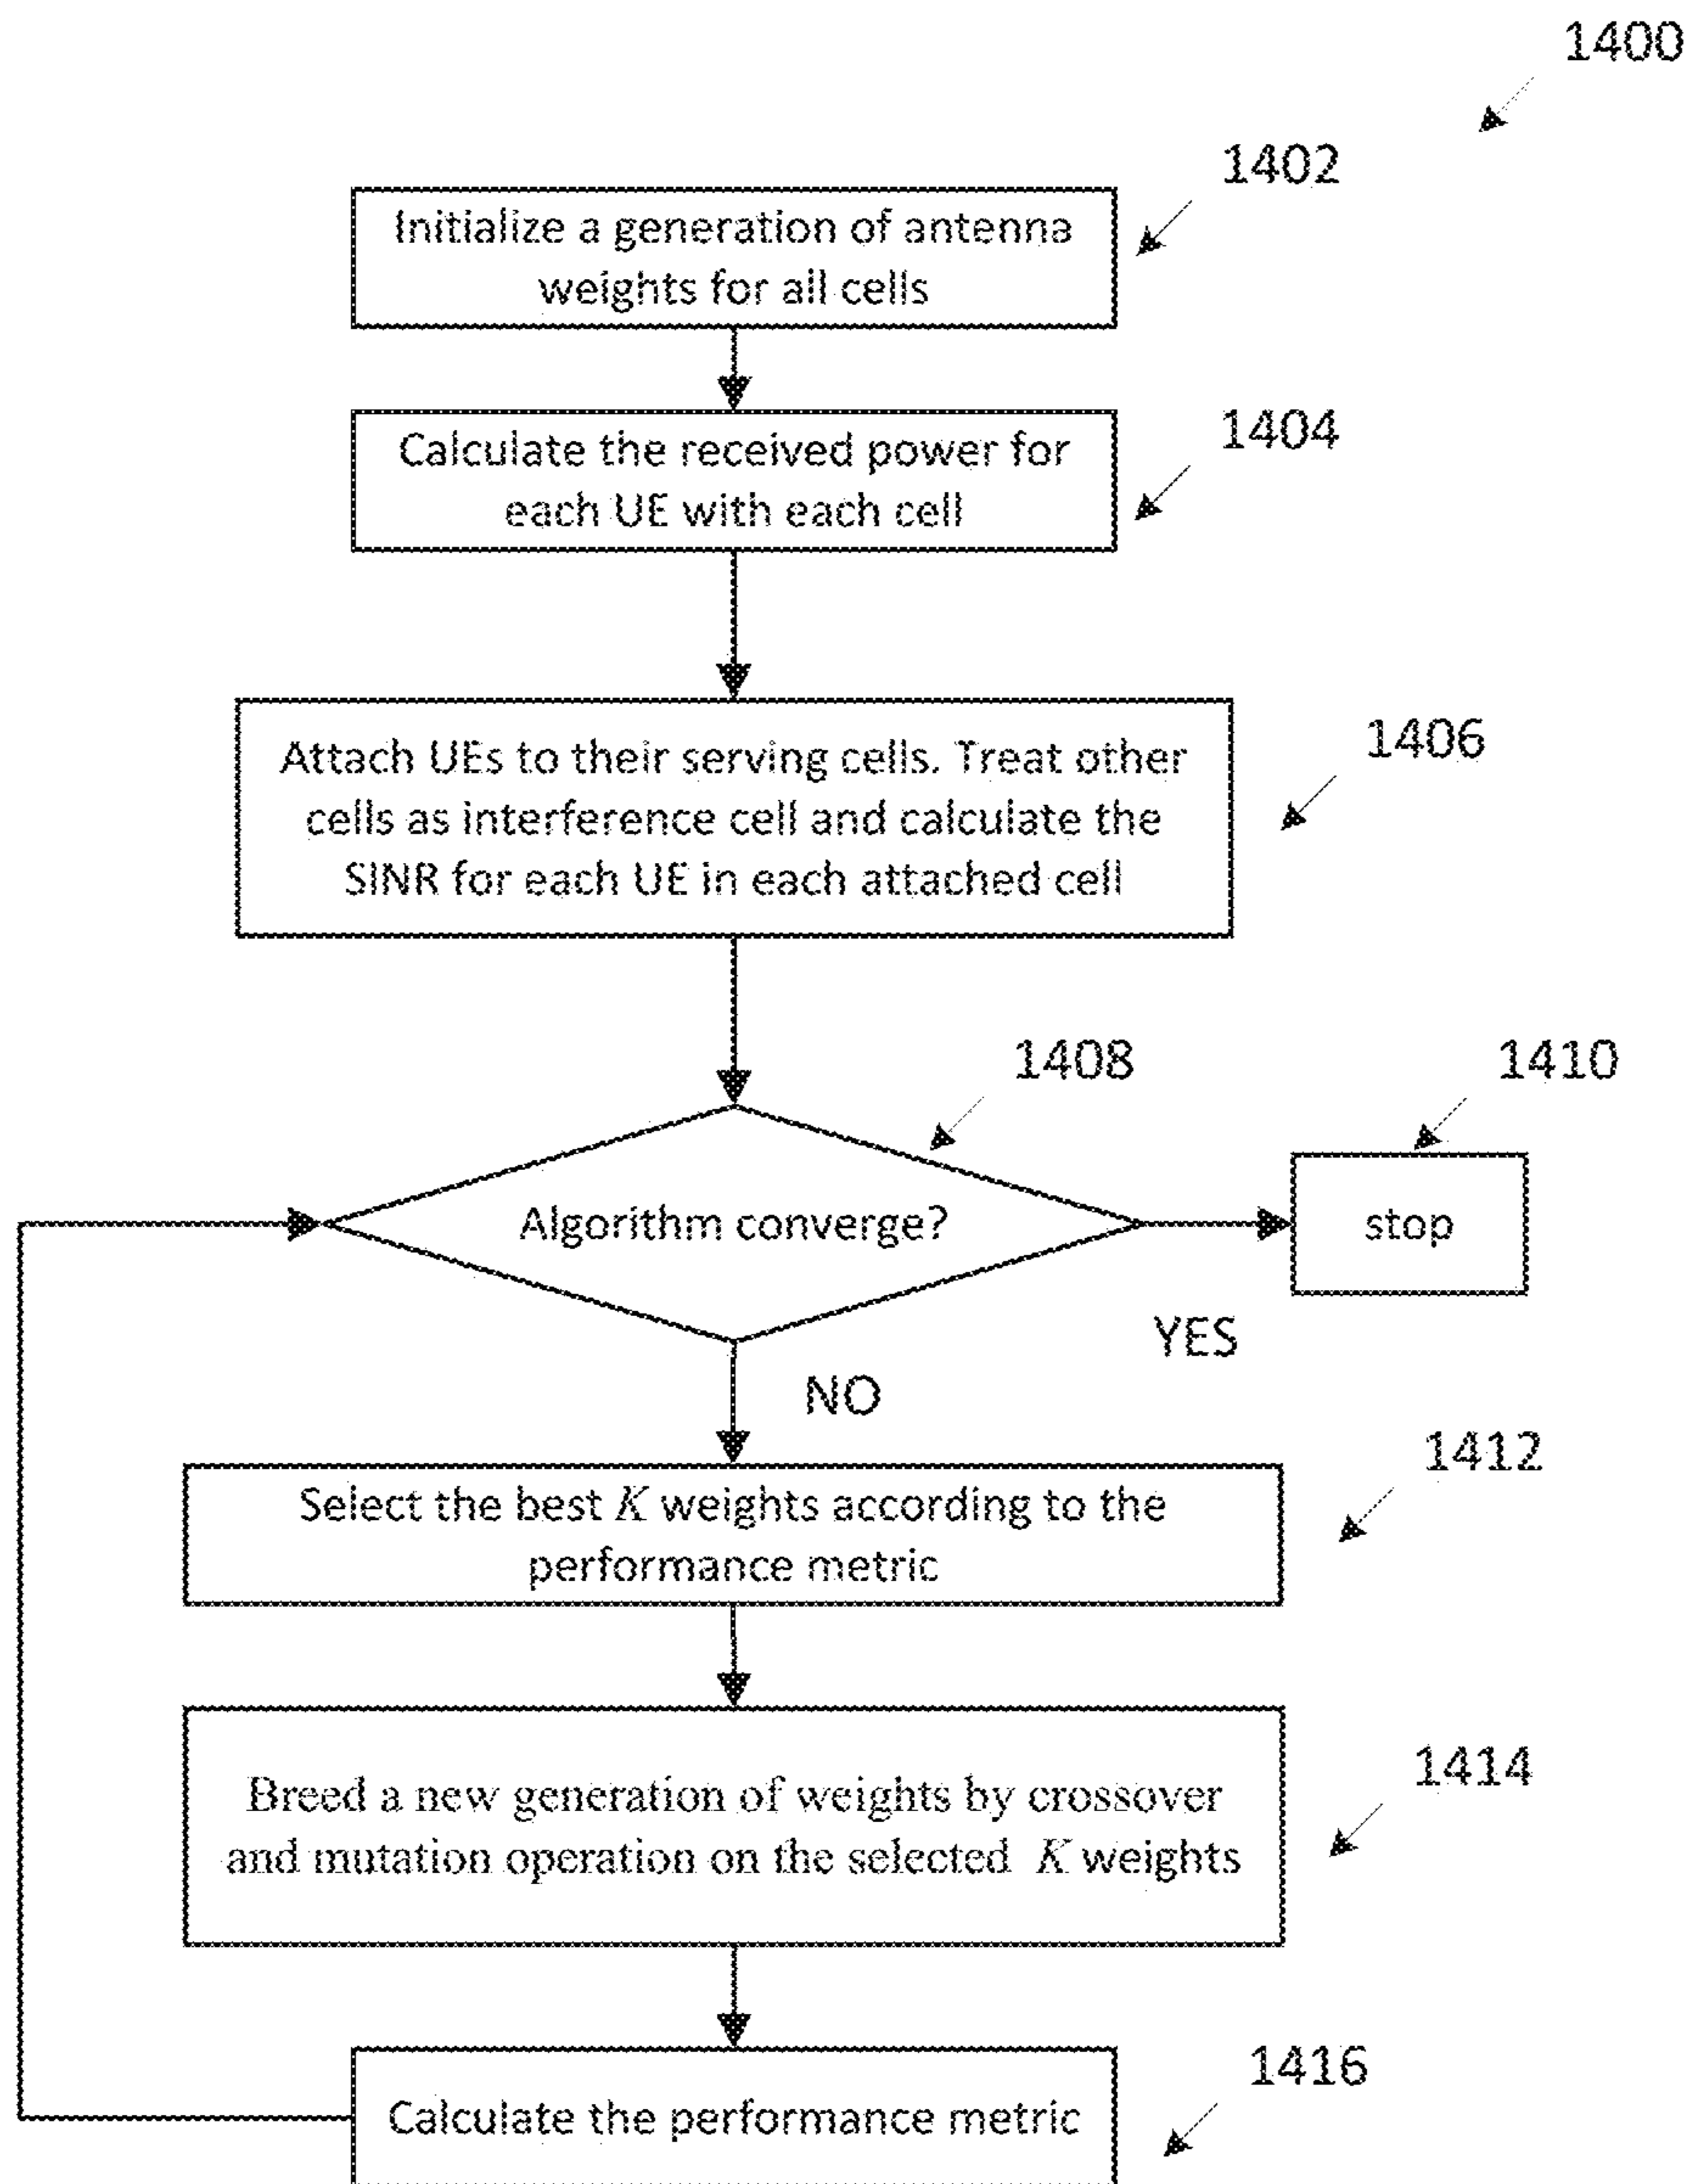 1400
1402
Initialize a generation of antenna
weights for all cells
1404
Calculate the received power for
each UE with each cell
1406
Attach UEs to their serving cells. Treat other
cells as interference cell and calculate the
SINR for each UE in each attached cell
1408
1410
Algorithm converge?
stop
YES
NO
1412
Select the best K weights according to the
performance metric
1414
Breed a new generation of weights by crossover
and mutation operation on the selected K weights
1416
Calculate the performance metric